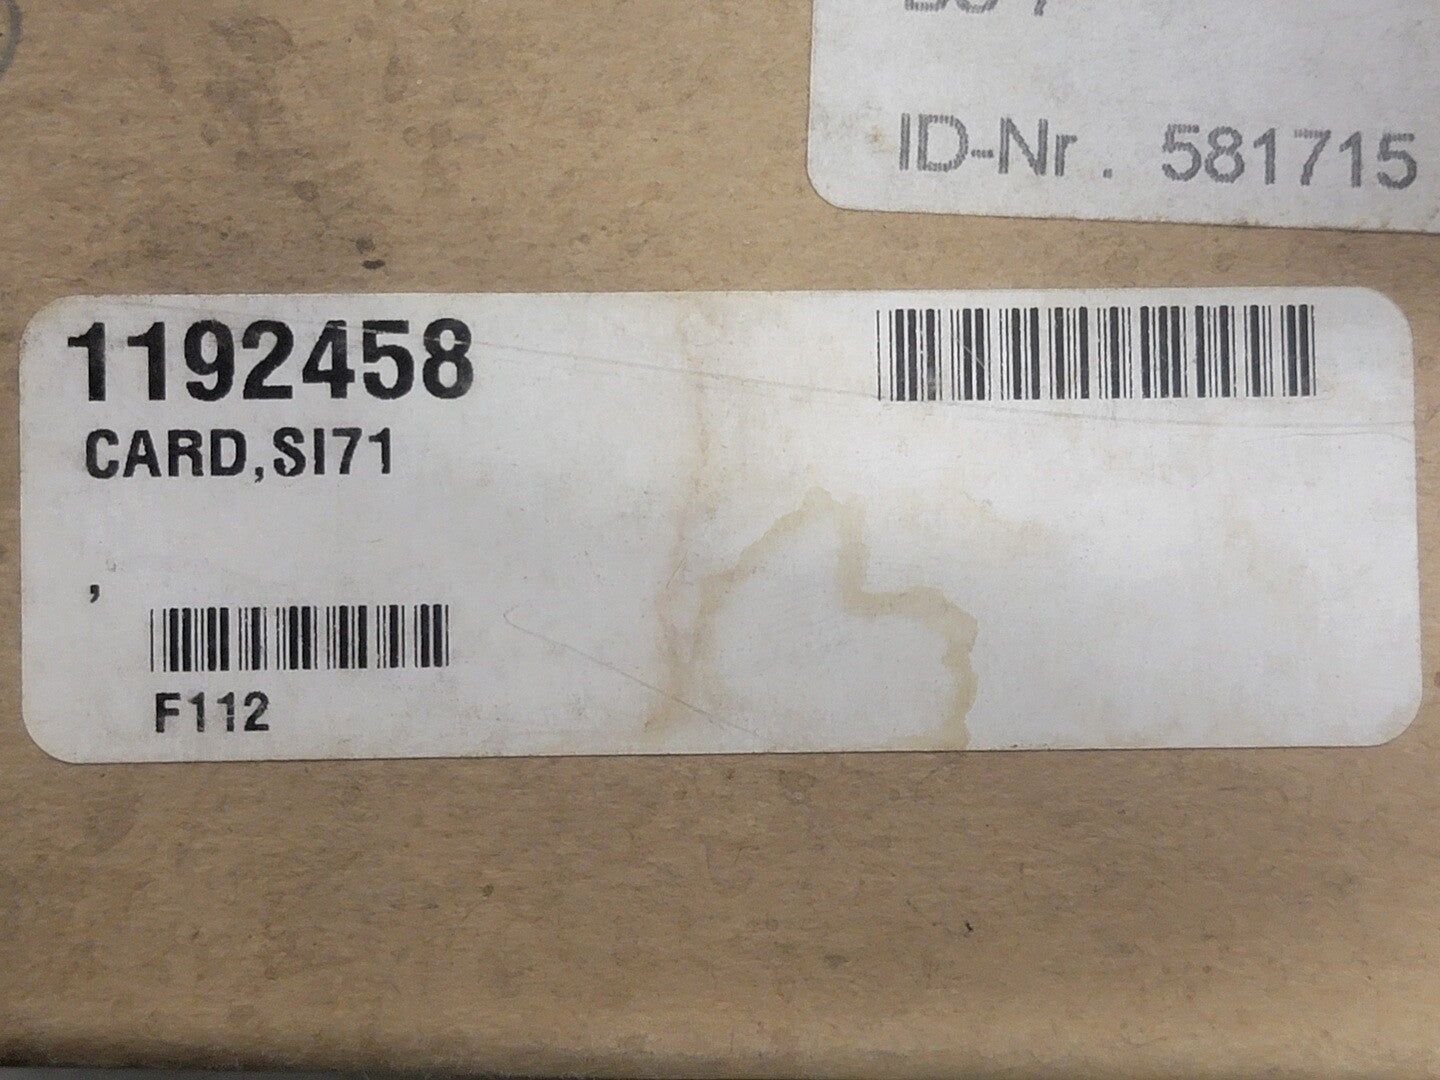 ID-Nr. 581715
1192458
CARD,SI71
,
F112